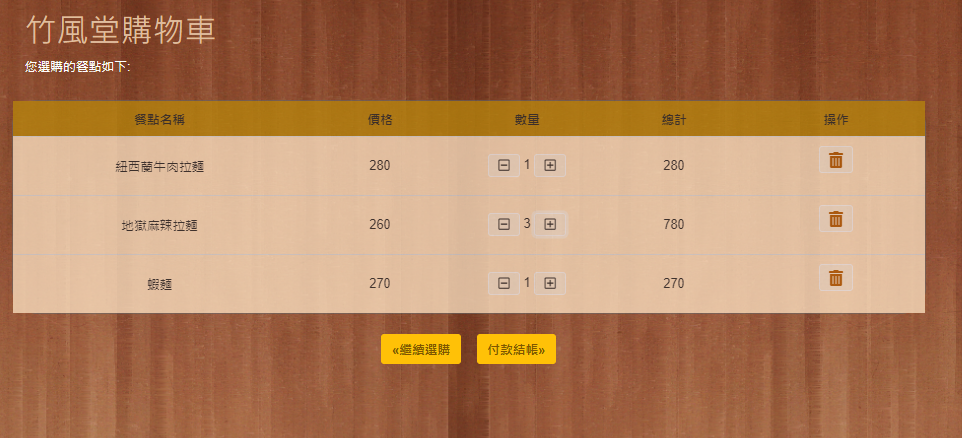 竹風堂購物車
您選購的餐點如下:
餐點名稱 價格 數量 總計 操作
紐西蘭牛肉拉麵 280 1 280
地獄麻辣拉麵 260 3 780
蝦麵 270 1 270
«繼續選購 付款結帳»